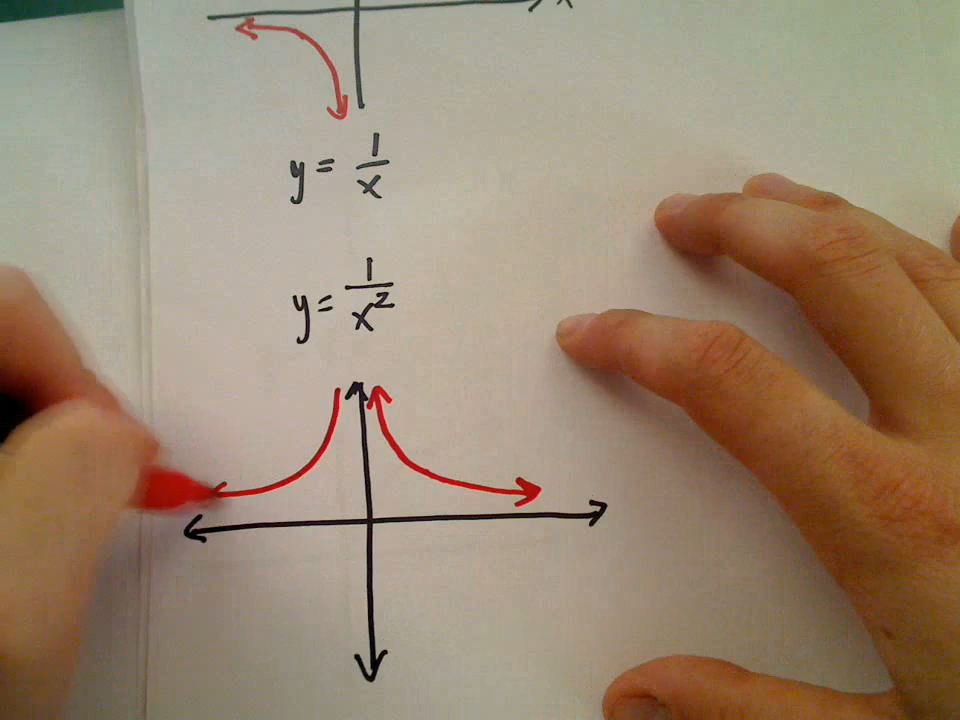 y = 1/x
y = 1/x²